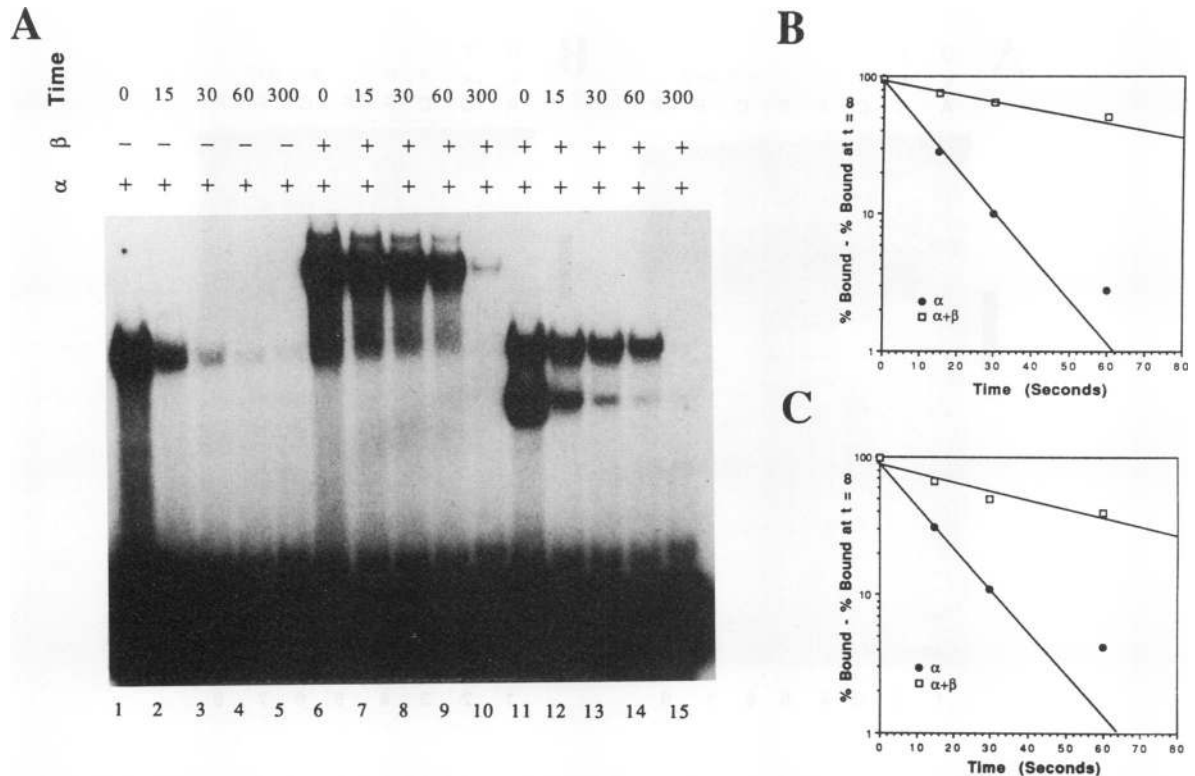 A
Time 0 15 30 60 300 0 15 30 60 300 0 15 30 60 300
β − − − − − + + + + + + + + + +
α + + + + + + + + + + + + + + +
1 2 3 4 5 6 7 8 9 10 11 12 13 14 15
B
% Bound - % Bound at t = ∞
100
10
1
α
α+β
0 10 20 30 40 50 60 70 80
Time (Seconds)
C
% Bound - % Bound at t = ∞
100
10
1
α
α+β
0 10 20 30 40 50 60 70 80
Time (Seconds)